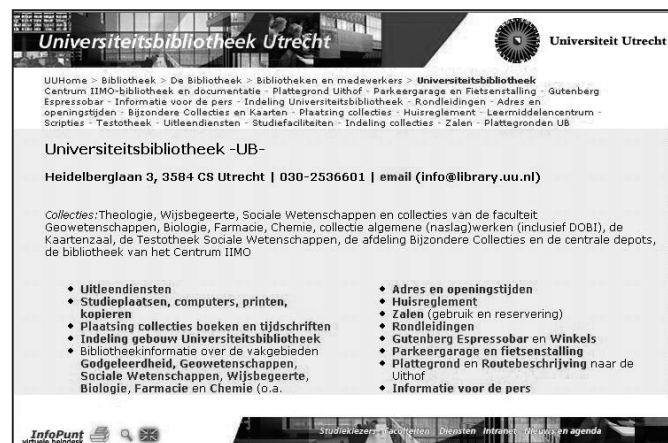 Universiteitsbibliotheek Utrecht
Universiteit Utrecht
UUHome > Bibliotheek > De Bibliotheek > Bibliotheken en medewerkers > Universiteitsbibliotheek
Centrum IIMO-bibliotheek en documentatie - Plattegrond Uithof - Parkeergarage en Fietsenstalling - Gutenberg
Espressobar - Informatie voor de pers - Indeling Universiteitsbibliotheek - Rondleidingen - Adres en
openingstijden - Bijzondere Collecties en Kaarten - Plaatsing collecties - Huisreglement - Leermiddelencentrum -
Scripties - Testotheek - Uitleendiensten - Studiefaciliteiten - Indeling collecties - Zalen - Plattegronden UB
Universiteitsbibliotheek -UB-
Heidelberglaan 3, 3584 CS Utrecht | 030-2536601 | email (info@library.uu.nl)
Collecties: Theologie, Wijsbegeerte, Sociale Wetenschappen en collecties van de faculteit
Geowetenschappen, Biologie, Farmacie, Chemie, collectie algemene (naslag)werken (inclusief DOBI), de
Kaartenzaal, de Testotheek Sociale Wetenschappen, de afdeling Bijzondere Collecties en de centrale depots,
de bibliotheek van het Centrum IIMO
Uitleendiensten
Studieplaatsen, computers, printen,
kopieren
Plaatsing collecties boeken en tijdschriften
Indeling gebouw Universiteitsbibliotheek
Bibliotheekinformatie over de vakgebieden
Godgeleerdheid, Geowetenschappen,
Sociale Wetenschappen, Wijsbegeerte,
Biologie, Farmacie en Chemie (o.a.
Adres en openingstijden
Huisreglement
Zalen (gebruik en reservering)
Rondleidingen
Gutenberg Espressobar en Winkels
Parkeergarage en fietsenstalling
Plattegrond en Routebeschrijving naar de
Uithof
Informatie voor de pers
InfoPunt
virtuele helpdesk
Studiekiezers Faculteiten Diensten Intranet Nieuws en agenda